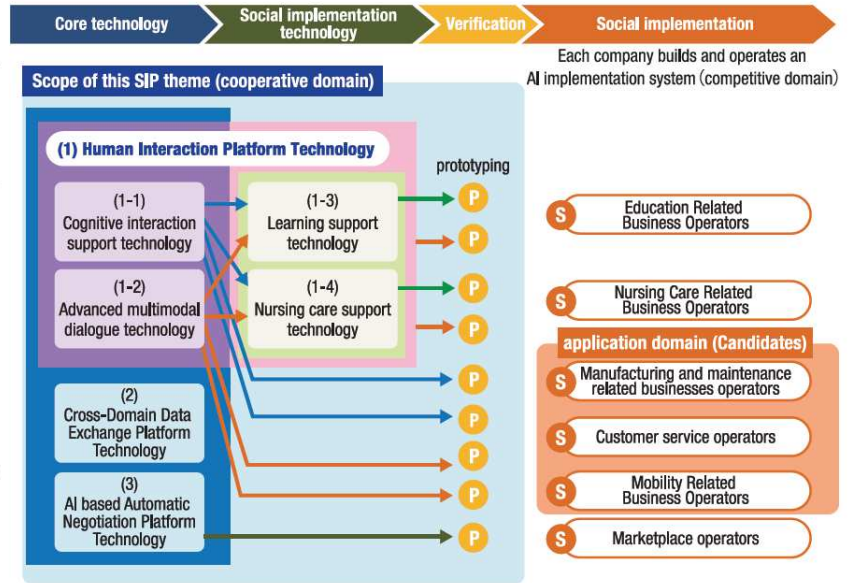 Core technology
Social implementation
technology
Verification
Social implementation
Each company builds and operates an
AI implementation system (competitive domain)
Scope of this SIP theme (cooperative domain)
(1) Human Interaction Platform Technology
prototyping
(1-1)
Cognitive interaction
support technology
(1-3)
Learning support
technology
P
P
S
Education Related
Business Operators
(1-2)
Advanced multimodal
dialogue technology
(1-4)
Nursing care support
technology
P
P
S
Nursing Care Related
Business Operators
application domain (Candidates)
P
S
Manufacturing and maintenance
related businesses operators
(2)
Cross-Domain Data
Exchange Platform
Technology
P
P
S
Customer service operators
(3)
AI based Automatic
Negotiation Platform
Technology
P
P
S
Mobility Related
Business Operators
S
Marketplace operators